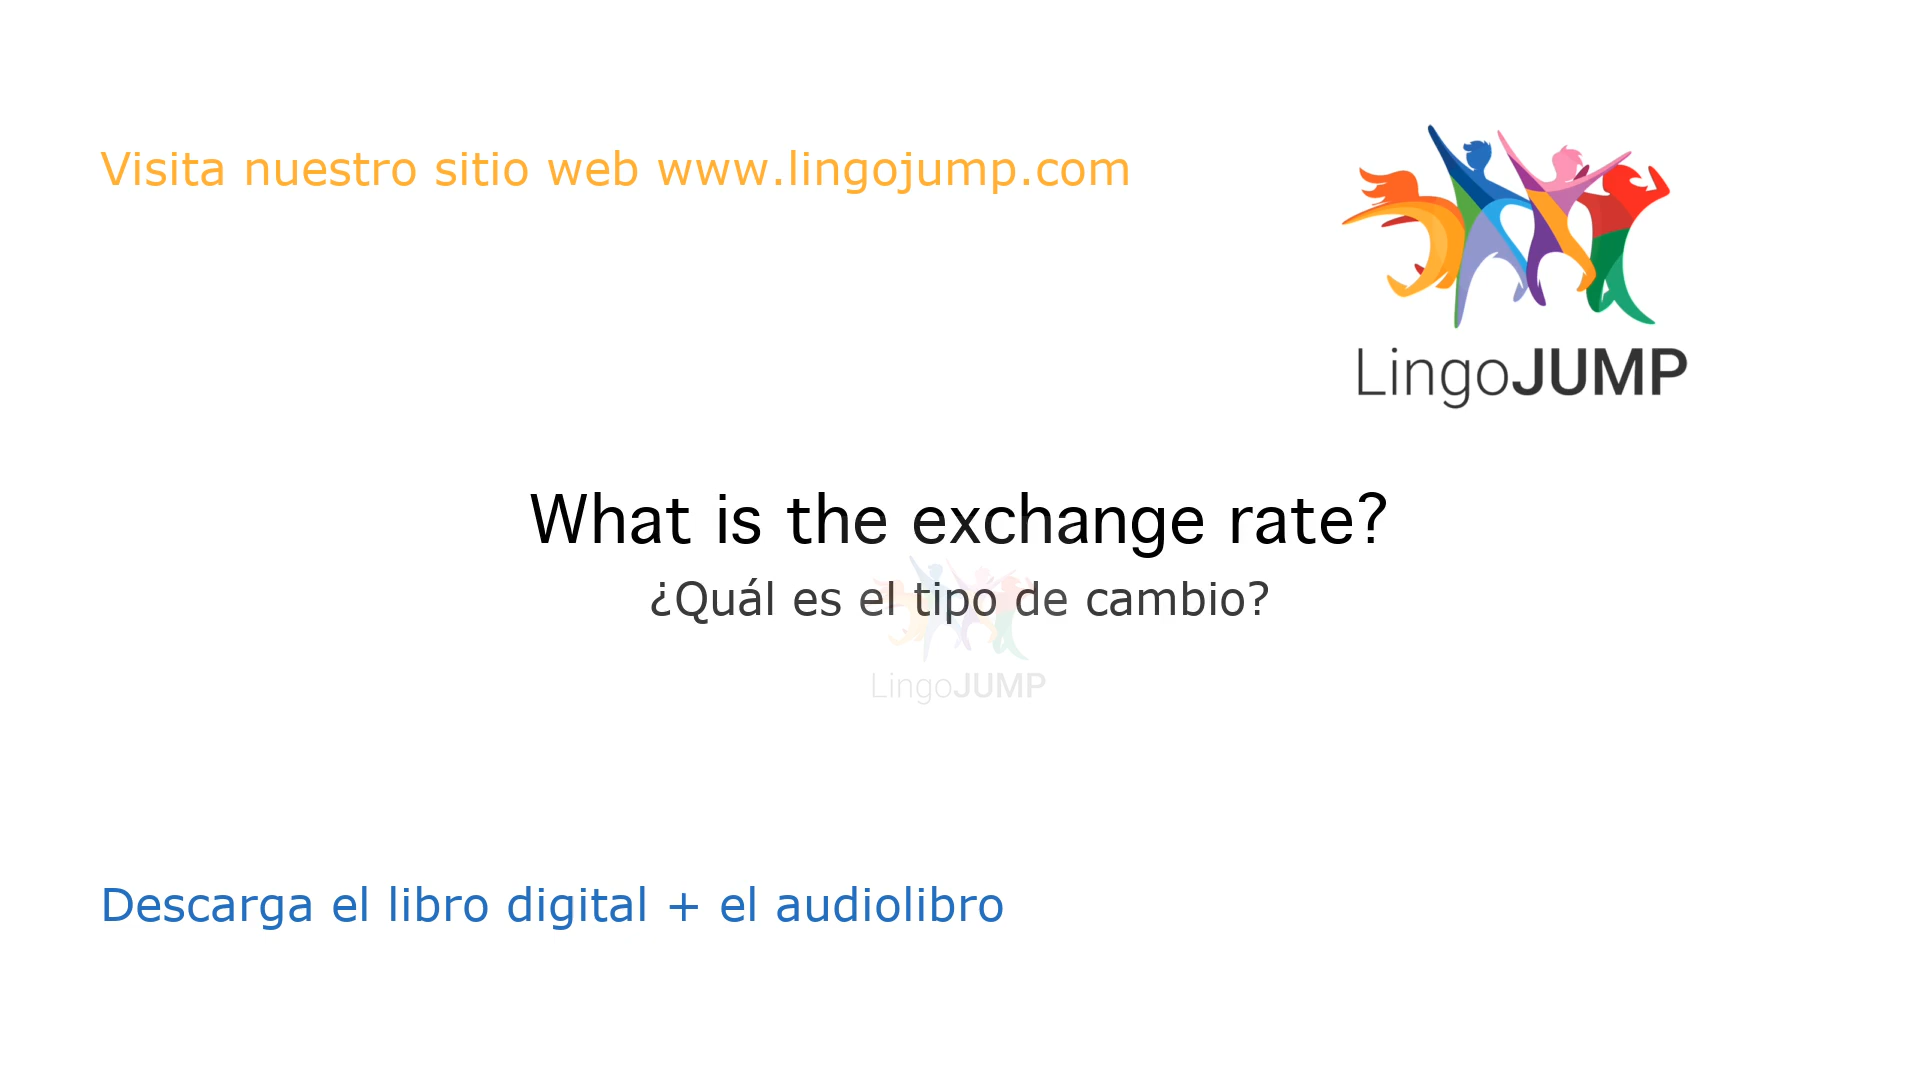 Visita nuestro sitio web www.lingojump.com
LingoJUMP
What is the exchange rate?
¿Quál es el tipo de cambio?
LingoJUMP
Descarga el libro digital + el audiolibro